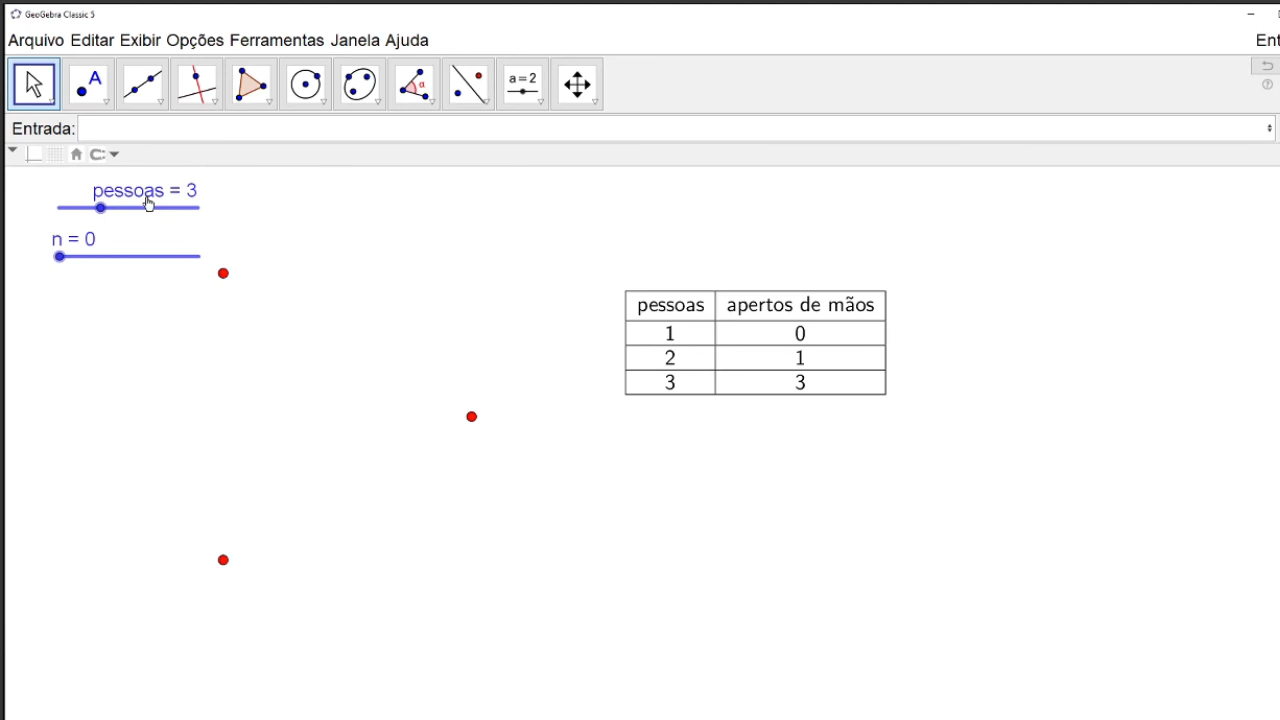 GeoGebra Classic 5
Arquivo Editar Exibir Opções Ferramentas Janela Ajuda
Ent
A
α
a=2
Entrada:
pessoas = 3
n = 0
pessoas apertos de mãos
1 0
2 1
3 3